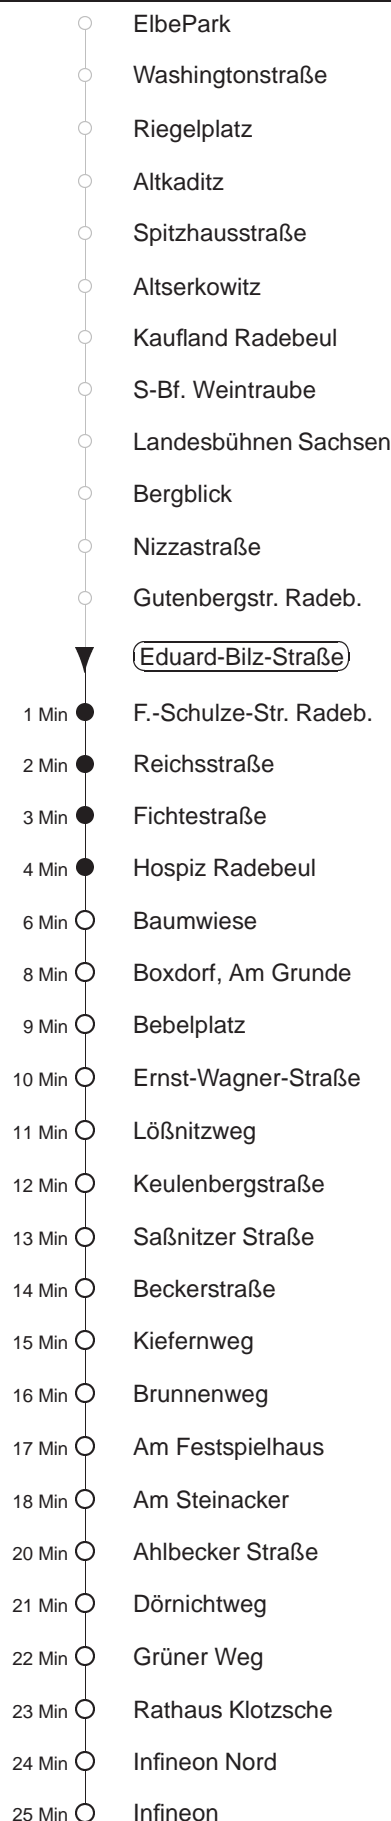 ElbePark
Washingtonstraße
Riegelplatz
Altkaditz
Spitzhausstraße
Altserkowitz
Kaufland Radebeul
S-Bf. Weintraube
Landesbühnen Sachsen
Bergblick
Nizzastraße
Gutenbergstr. Radeb.
Eduard-Bilz-Straße
1 Min F.-Schulze-Str. Radeb.
2 Min Reichsstraße
3 Min Fichtestraße
4 Min Hospiz Radebeul
6 Min Baumwiese
8 Min Boxdorf, Am Grunde
9 Min Bebelplatz
10 Min Ernst-Wagner-Straße
11 Min Lößnitzweg
12 Min Keulenbergstraße
13 Min Saßnitzer Straße
14 Min Beckerstraße
15 Min Kiefernweg
16 Min Brunnenweg
17 Min Am Festspielhaus
18 Min Am Steinacker
20 Min Ahlbecker Straße
21 Min Dörnichtweg
22 Min Grüner Weg
23 Min Rathaus Klotzsche
24 Min Infineon Nord
25 Min Infineon